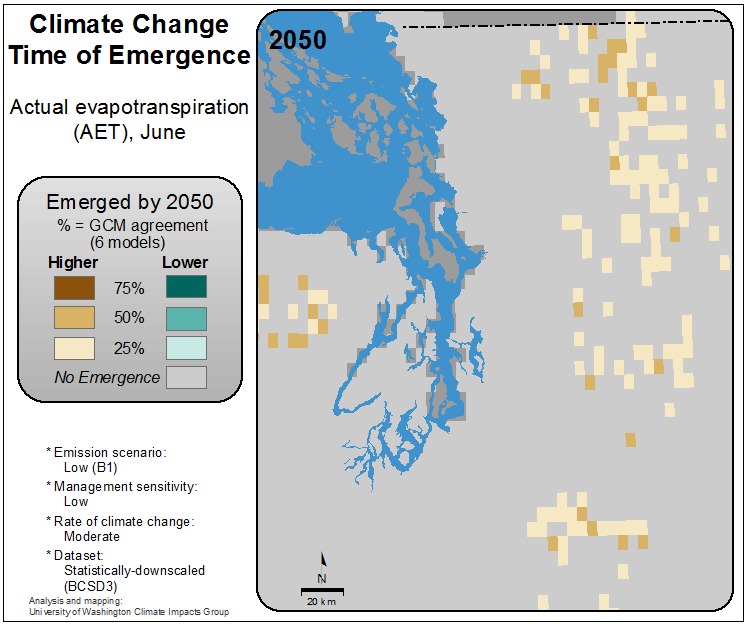 Climate Change
Time of Emergence
Actual evapotranspiration
(AET), June
Emerged by 2050
% = GCM agreement
(6 models)
Higher Lower
75%
50%
25%
No Emergence
* Emission scenario:
Low (B1)
* Management sensitivity:
Low
* Rate of climate change:
Moderate
* Dataset:
Statistically-downscaled
(BCSD3)
Analysis and mapping:
University of Washington Climate Impacts Group
2050
N
20 km